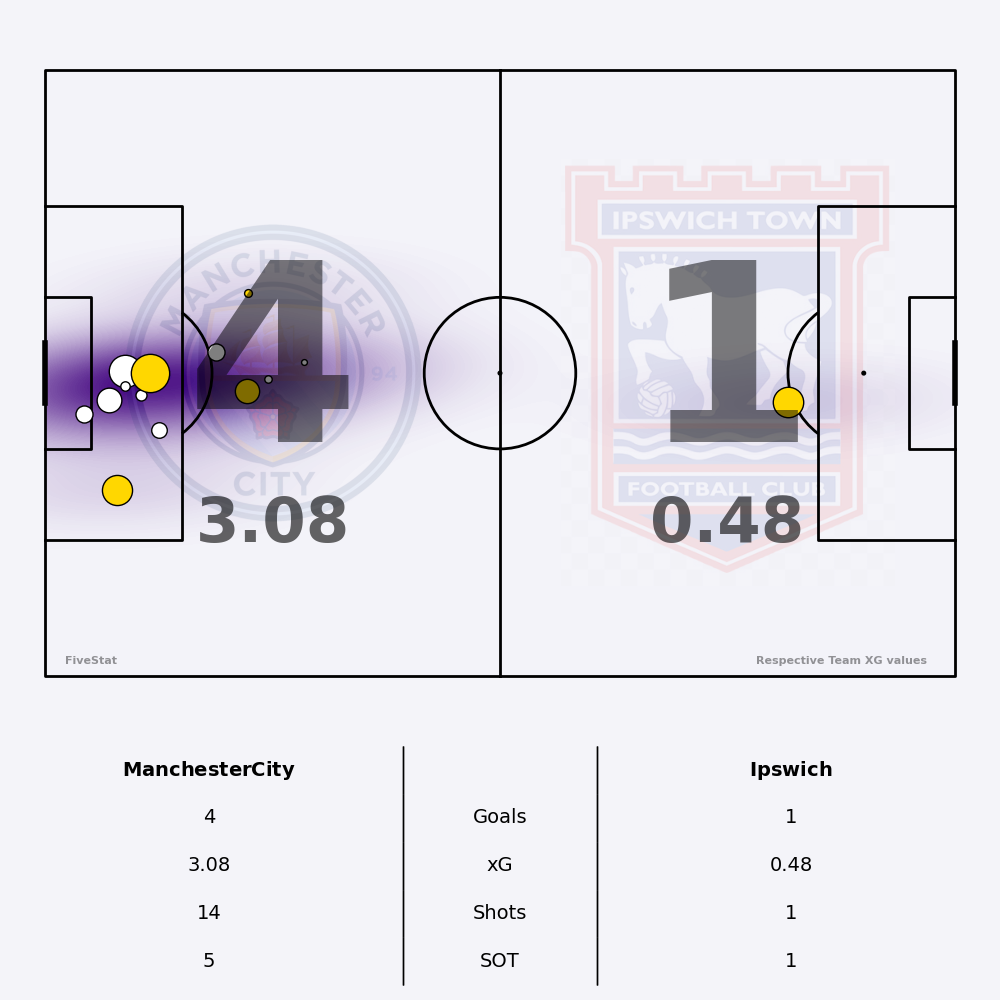 MANCHESTER
94
CITY
IPSWICH TOWN
FOOTBALL CLUB
4
1
3.08
0.48
FiveStat
Respective Team XG values
ManchesterCity Ipswich
4 Goals 1
3.08 xG 0.48
14 Shots 1
5 SOT 1